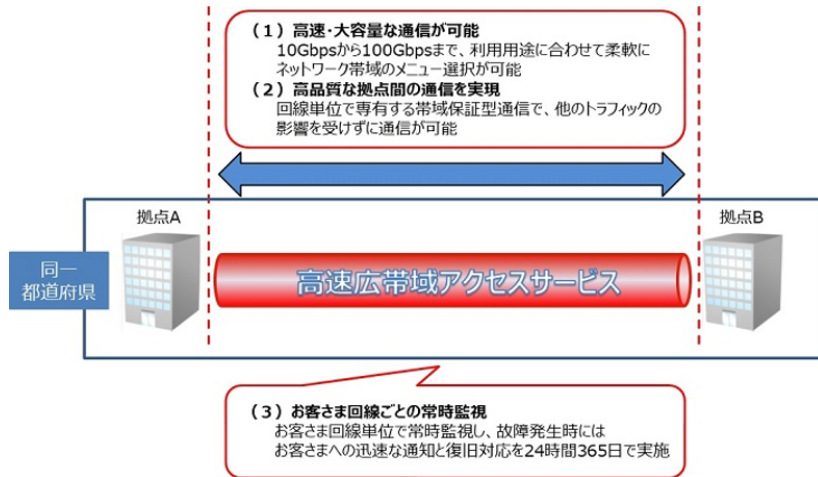 （1）高速・大容量な通信が可能
10Gbpsから100Gbpsまで、利用用途に合わせて柔軟に
ネットワーク帯域のメニュー選択が可能
（2）高品質な拠点間の通信を実現
回線単位で専有する帯域保証型通信で、他のトラフィックの
影響を受けずに通信が可能
拠点A
拠点B
同一
都道府県
高速広帯域アクセスサービス
（3）お客さま回線ごとの常時監視
お客さま回線単位で常時監視し、故障発生時には
お客さまへの迅速な通知と復旧対応を24時間365日で実施